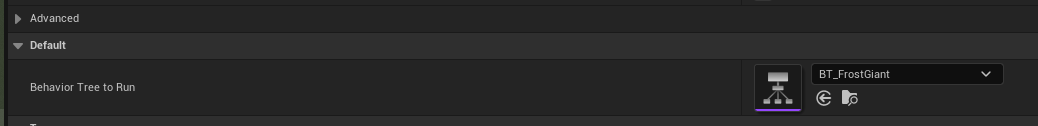 Advanced
Default
Behavior Tree to Run
BT_FrostGiant